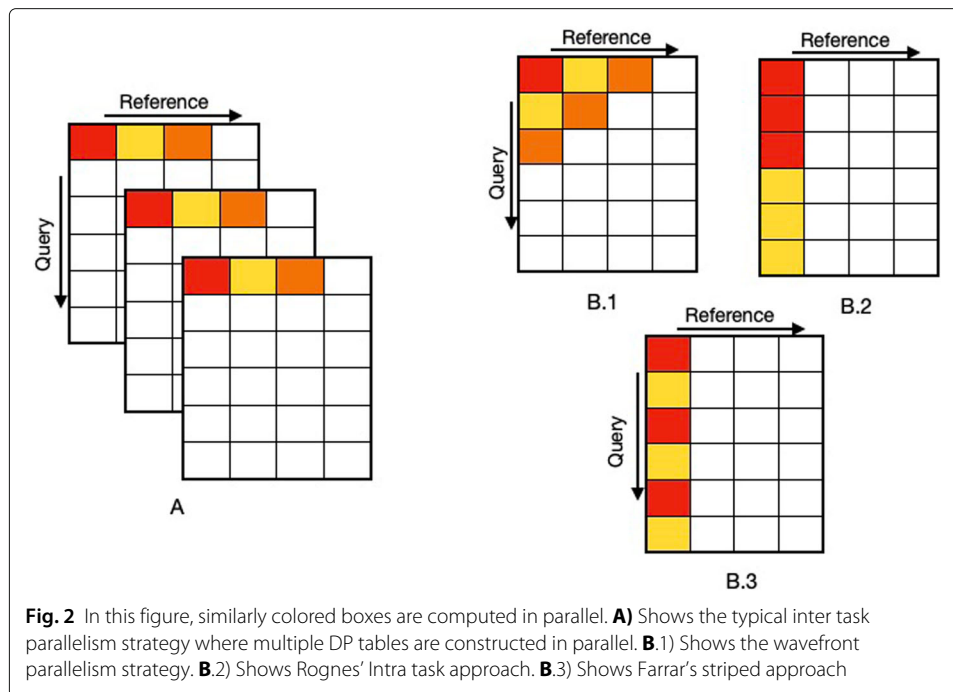 Reference
Query
A
Reference
Query
B.1
Reference
B.2
Reference
Query
B.3
Fig. 2 In this figure, similarly colored boxes are computed in parallel. A) Shows the typical inter task
parallelism strategy where multiple DP tables are constructed in parallel. B.1) Shows the wavefront
parallelism strategy. B.2) Shows Rognes' Intra task approach. B.3) Shows Farrar's striped approach